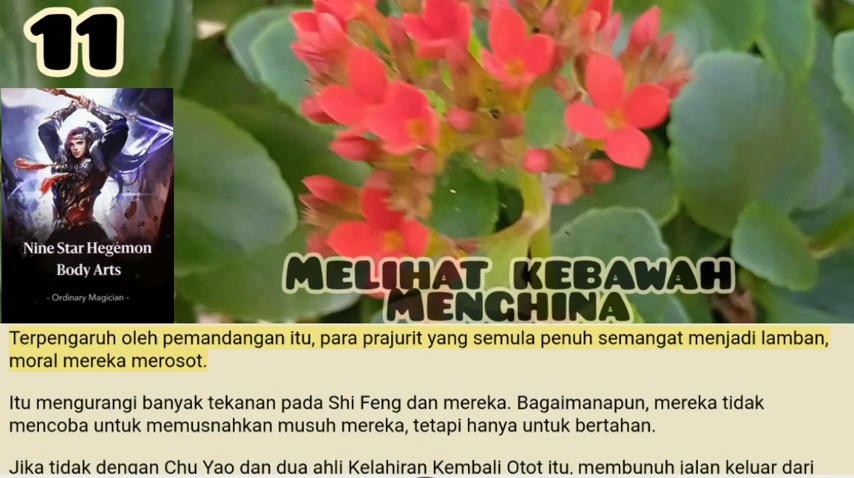 11
Nine Star Hegemon
Body Arts
- Ordinary Magician -
MELIHAT KEBAWAH
MENGHINA
Terpengaruh oleh pemandangan itu, para prajurit yang semula penuh semangat menjadi lamban,
moral mereka merosot.
Itu mengurangi banyak tekanan pada Shi Feng dan mereka. Bagaimanapun, mereka tidak
mencoba untuk memusnahkan musuh mereka, tetapi hanya untuk bertahan.
Jika tidak dengan Chu Yao dan dua ahli Kelahiran Kembali Otot itu, membunuh jalan keluar dari